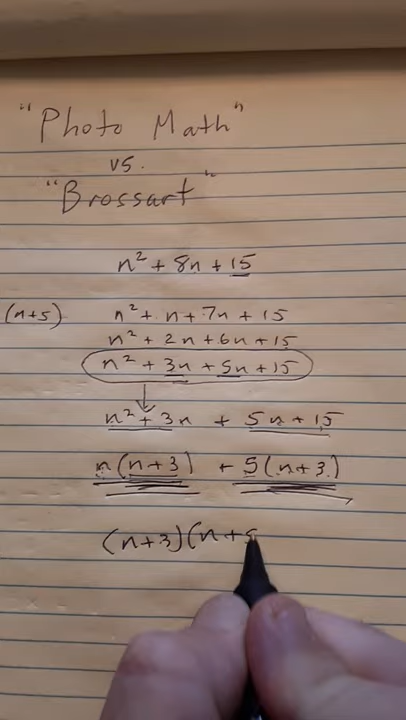 "Photo Math"
vs.
"Brossart"
n² + 8n + 15
(n+5) n² + n + 7n + 15
n² + 2n + 6n + 15
n² + 3n + 5n + 15
n² + 3n + 5n + 15
n(n+3) + 5(n+3)
(n+3)(n+5